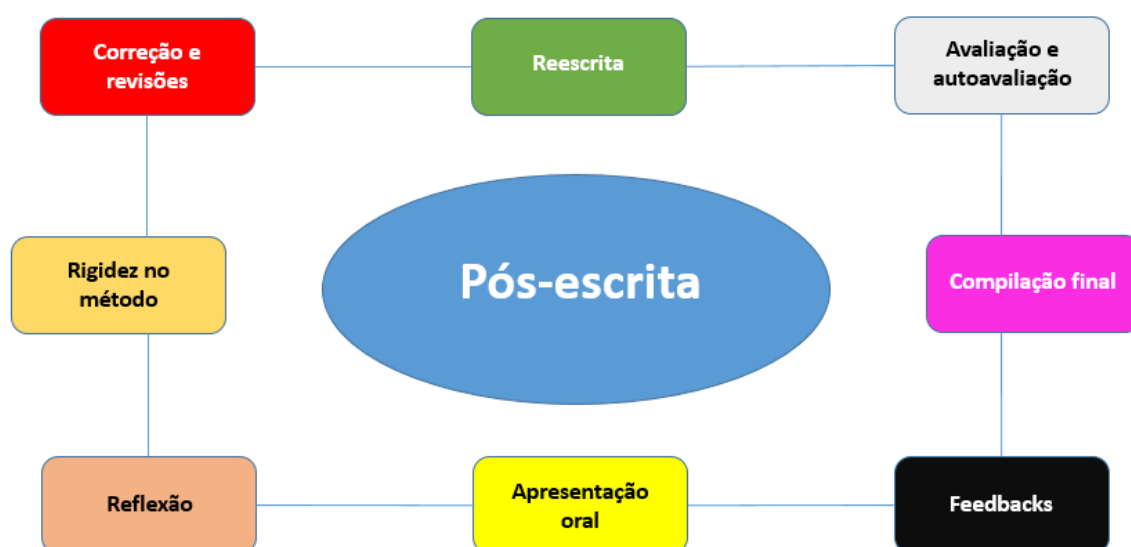 Correção e
revisões
Reescrita
Avaliação e
autoavaliação
Rigidez no
método
Pós-escrita
Compilação final
Reflexão
Apresentação
oral
Feedbacks